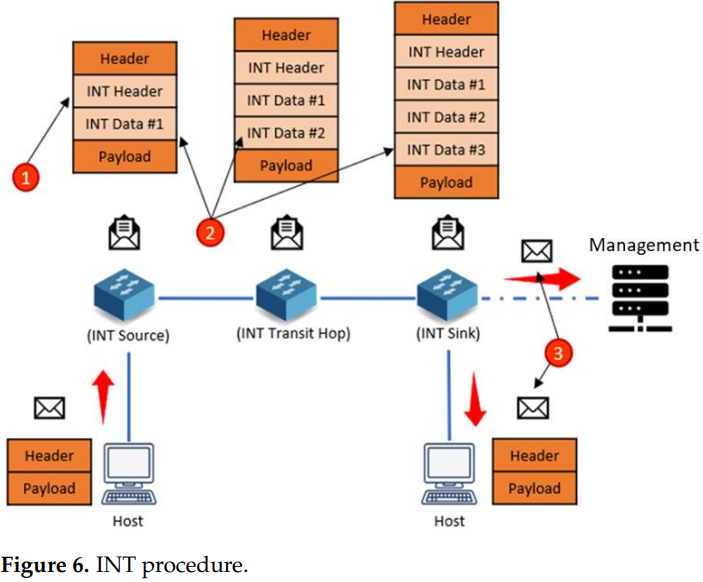 Header
INT Header
INT Data #1
Payload
Header
INT Header
INT Data #1
INT Data #2
Payload
Header
INT Header
INT Data #1
INT Data #2
INT Data #3
Payload
1
2
Management
(INT Source)
(INT Transit Hop)
(INT Sink)
3
Header
Payload
Host
Host
Header
Payload
Figure 6. INT procedure.